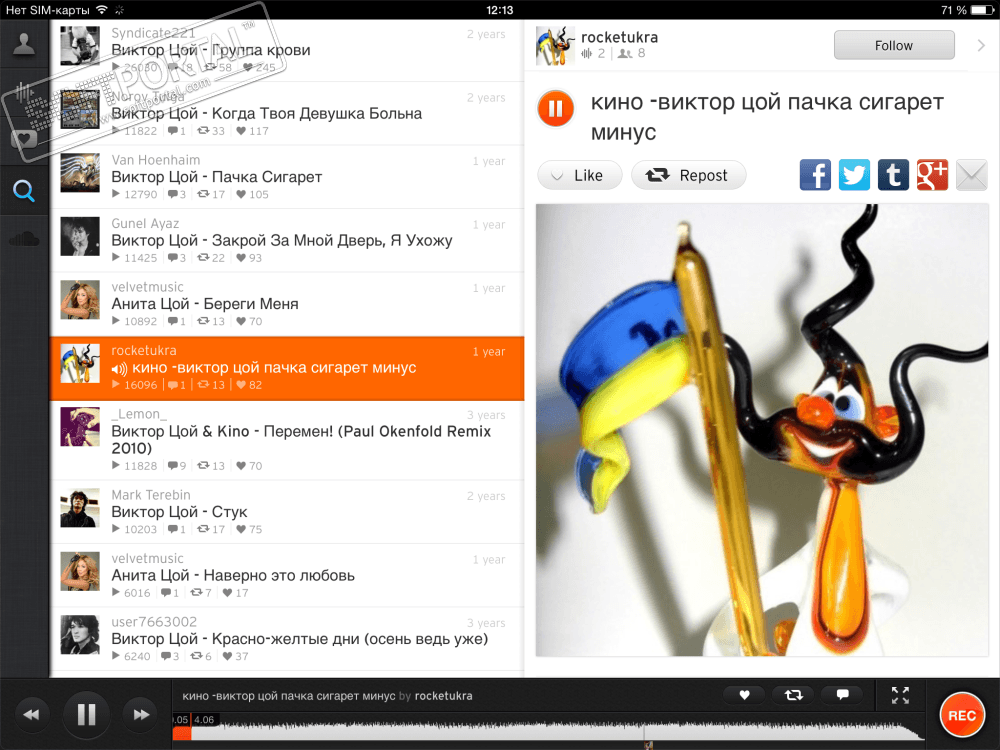 Нет SIM-карты
12:13
71 %
Syndicate221
2 years
Виктор Цой - Группа крови
26030 8 58 245
Norov Tulga
2 years
Виктор Цой - Когда Твоя Девушка Больна
11822 1 33 117
Van Hoenhaim
1 year
Виктор Цой - Пачка Сигарет
12790 3 17 105
Gunel Ayaz
1 year
Виктор Цой - Закрой За Мной Дверь, Я Ухожу
11425 3 22 93
velvetmusic
1 year
Анита Цой - Береги Меня
10892 1 13 70
rocketukra
1 year
кино -виктор цой пачка сигарет минус
16096 1 13 82
_Lemon_
3 years
Виктор Цой & Kino - Перемен! (Paul Okenfold Remix
2010)
11828 9 13 70
Mark Terebin
2 years
Виктор Цой - Стук
10203 1 17 75
velvetmusic
1 year
Анита Цой - Наверно это любовь
6016 1 7 17
user7663002
3 years
Виктор Цой - Красно-желтые дни (осень ведь уже)
6240 3 6 37
rocketukra
2 8
Follow
кино -виктор цой пачка сигарет
минус
Like
Repost
f
t
g+
PORTAL™
www.softportal.com
кино -виктор цой пачка сигарет минус by rocketukra
0.05 4.06
REC